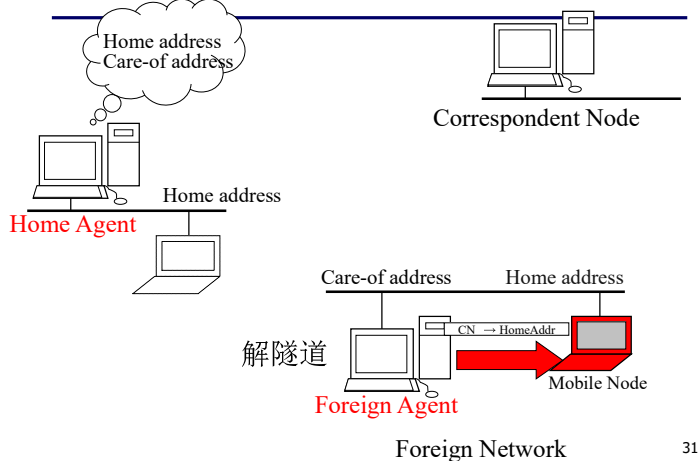 Home address
Care-of address
Correspondent Node
Home address
Home Agent
Care-of address
Home address
CN → HomeAddr
解隧道
Mobile Node
Foreign Agent
Foreign Network
31